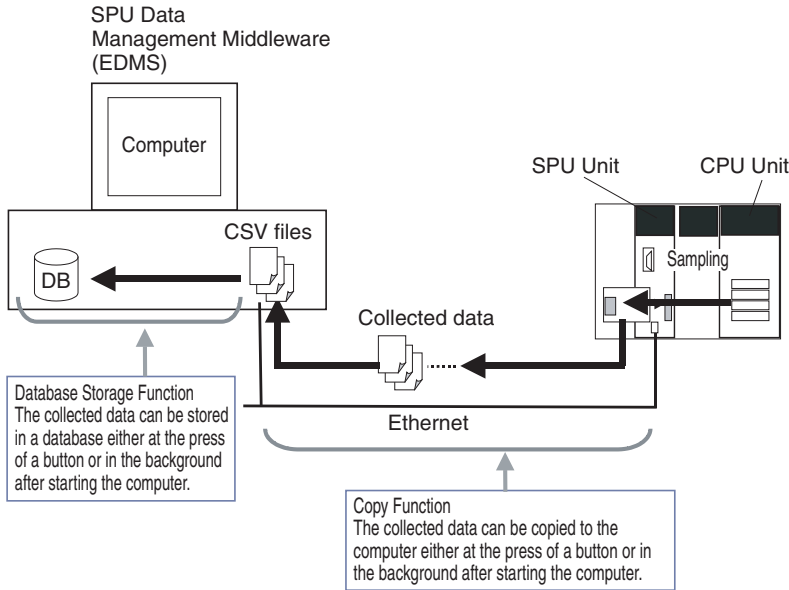 SPU Data
Management Middleware
(EDMS)
Computer
SPU Unit
CPU Unit
CSV files
Sampling
DB
Collected data
Ethernet
Database Storage Function
The collected data can be stored
in a database either at the press
of a button or in the background
after starting the computer.
Copy Function
The collected data can be copied to the
computer either at the press of a button or in
the background after starting the computer.